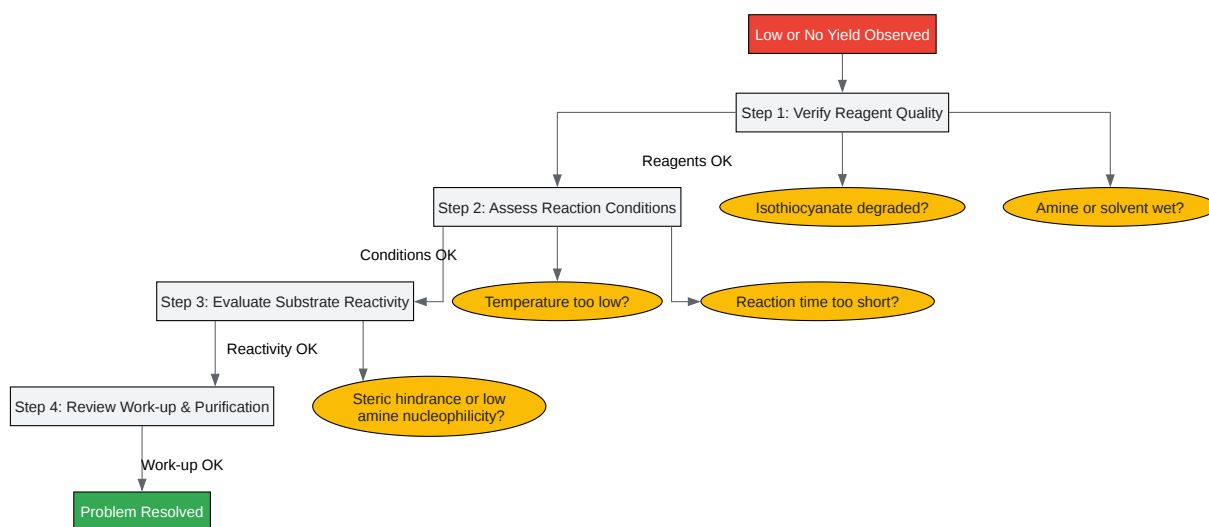 Low or No Yield Observed
Step 1: Verify Reagent Quality
Reagents OK
Step 2: Assess Reaction Conditions
Isothiocyanate degraded?
Amine or solvent wet?
Conditions OK
Step 3: Evaluate Substrate Reactivity
Temperature too low?
Reaction time too short?
Reactivity OK
Step 4: Review Work-up & Purification
Steric hindrance or low
amine nucleophilicity?
Work-up OK
Problem Resolved